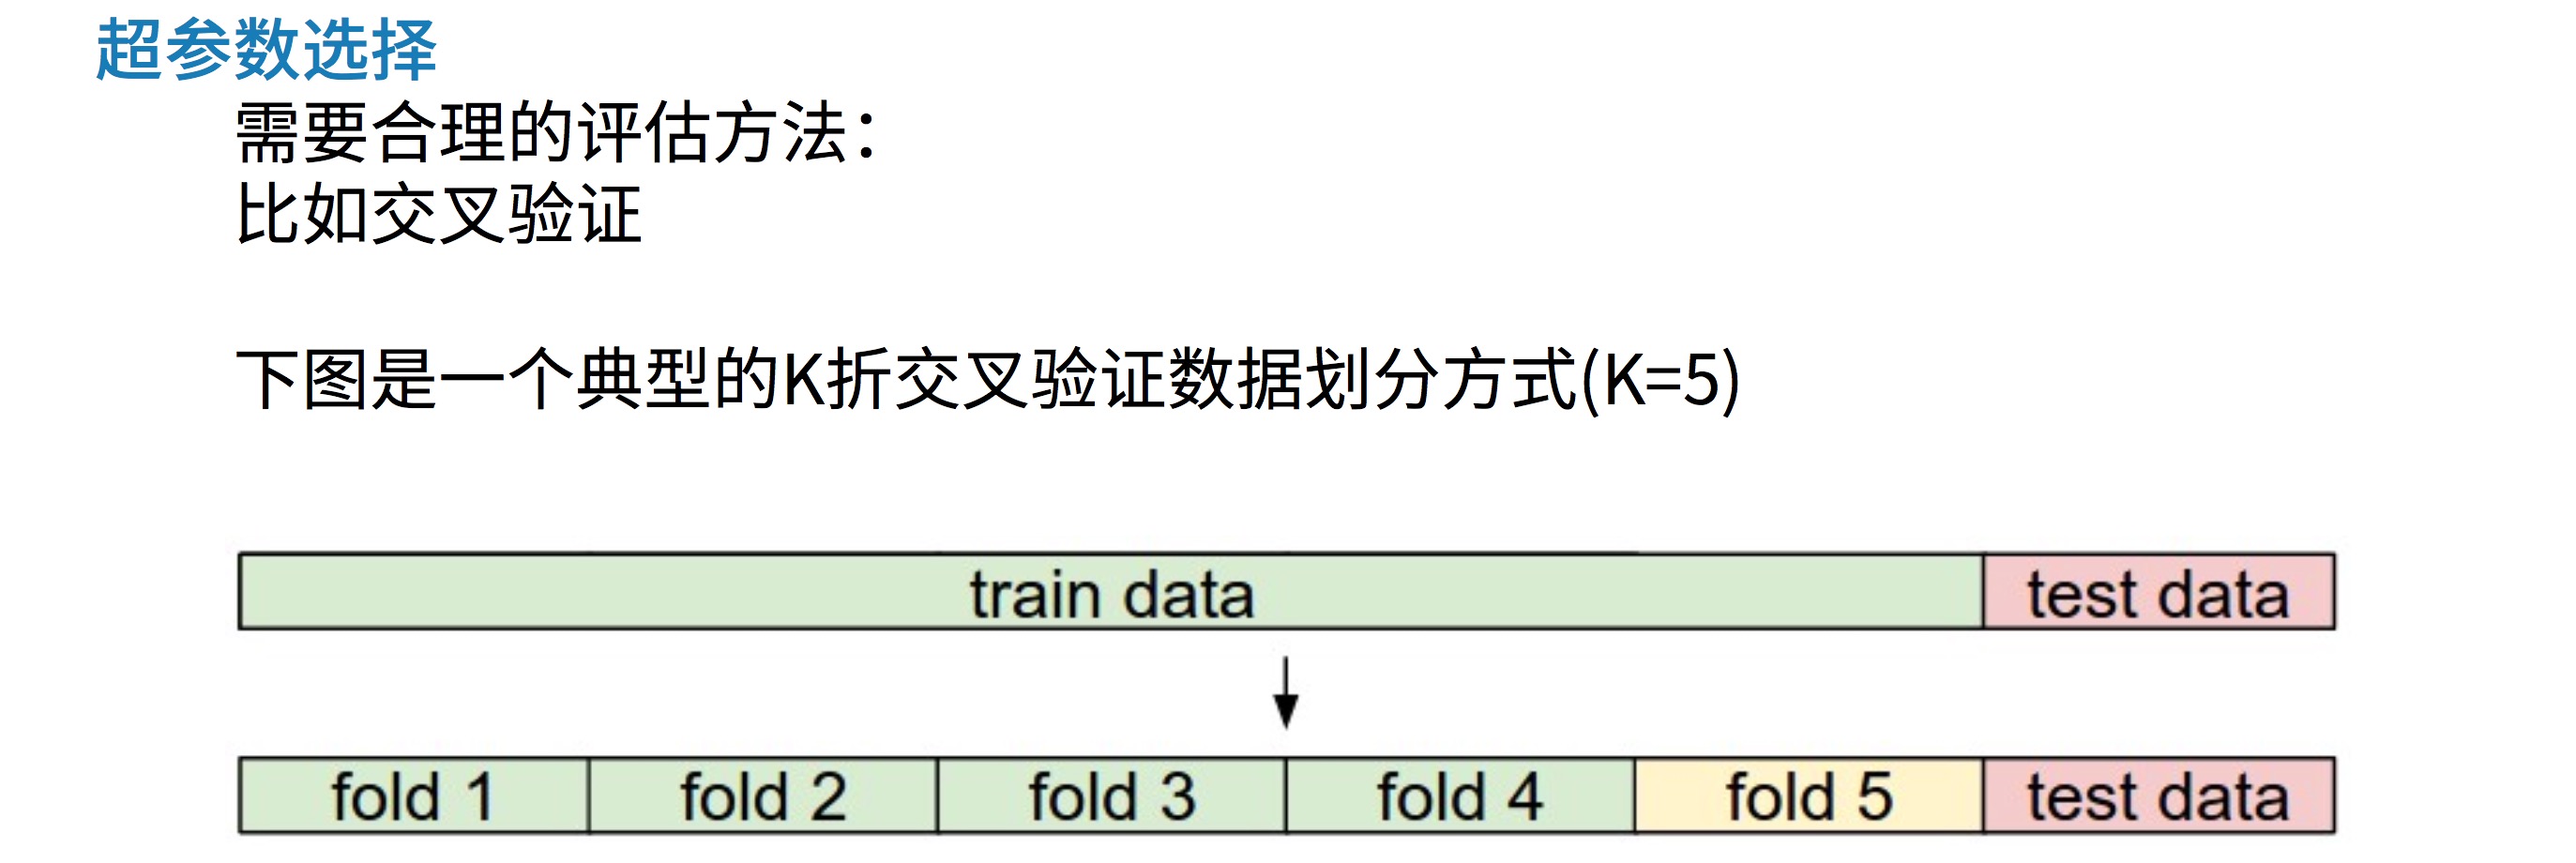 超参数选择
需要合理的评估方法：
比如交叉验证
下图是一个典型的K折交叉验证数据划分方式(K=5)
train data test data
fold 1 fold 2 fold 3 fold 4 fold 5 test data